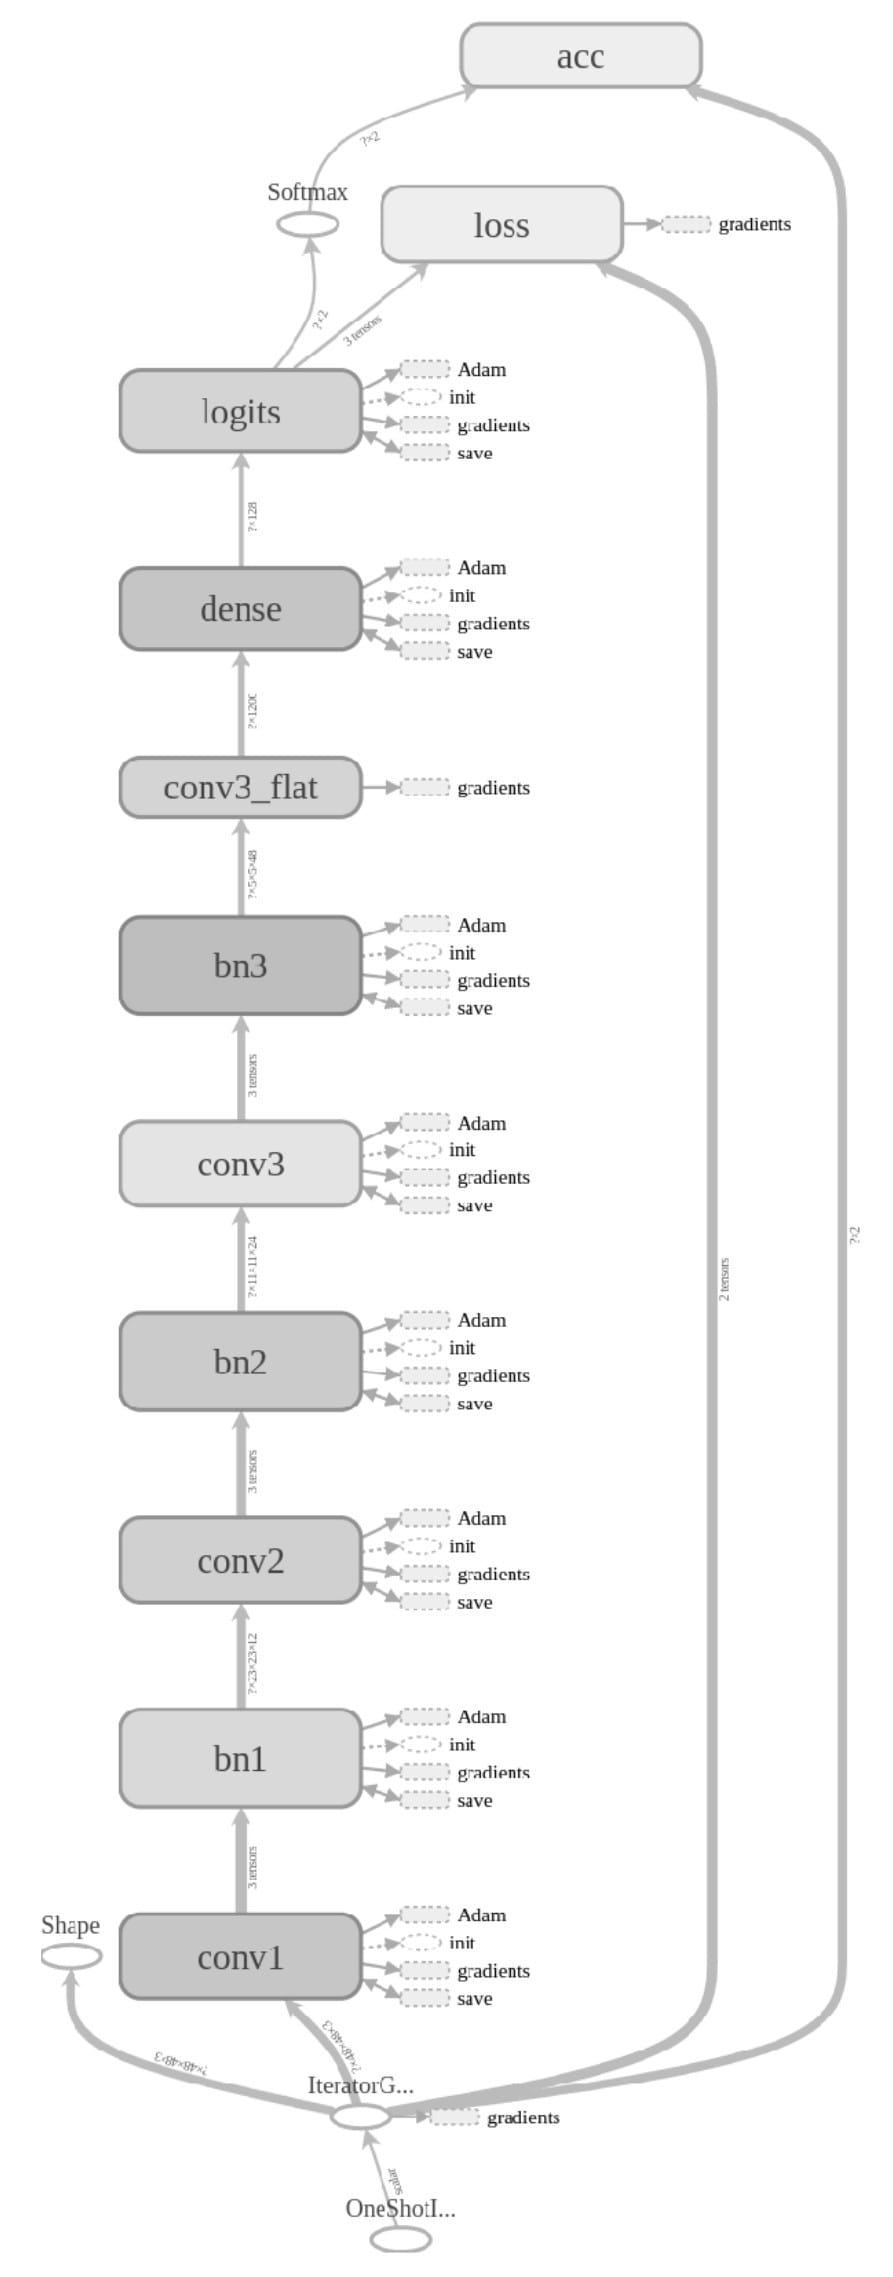 acc
?×2
Softmax
loss
gradients
?×2
3 tensors
logits
Adam
init
gradients
save
?×128
dense
Adam
init
gradients
save
?×1200
conv3_flat
gradients
?×5×5×48
bn3
Adam
init
gradients
save
3 tensors
conv3
Adam
init
gradients
save
?×2
?×11×11×24
2 tensors
bn2
Adam
init
gradients
save
3 tensors
conv2
Adam
init
gradients
save
?×23×23×12
bn1
Adam
init
gradients
save
3 tensors
Shape
conv1
Adam
init
gradients
save
?×48×48×3
?×48×48×3
IteratorG...
gradients
scalar
OneShotI...